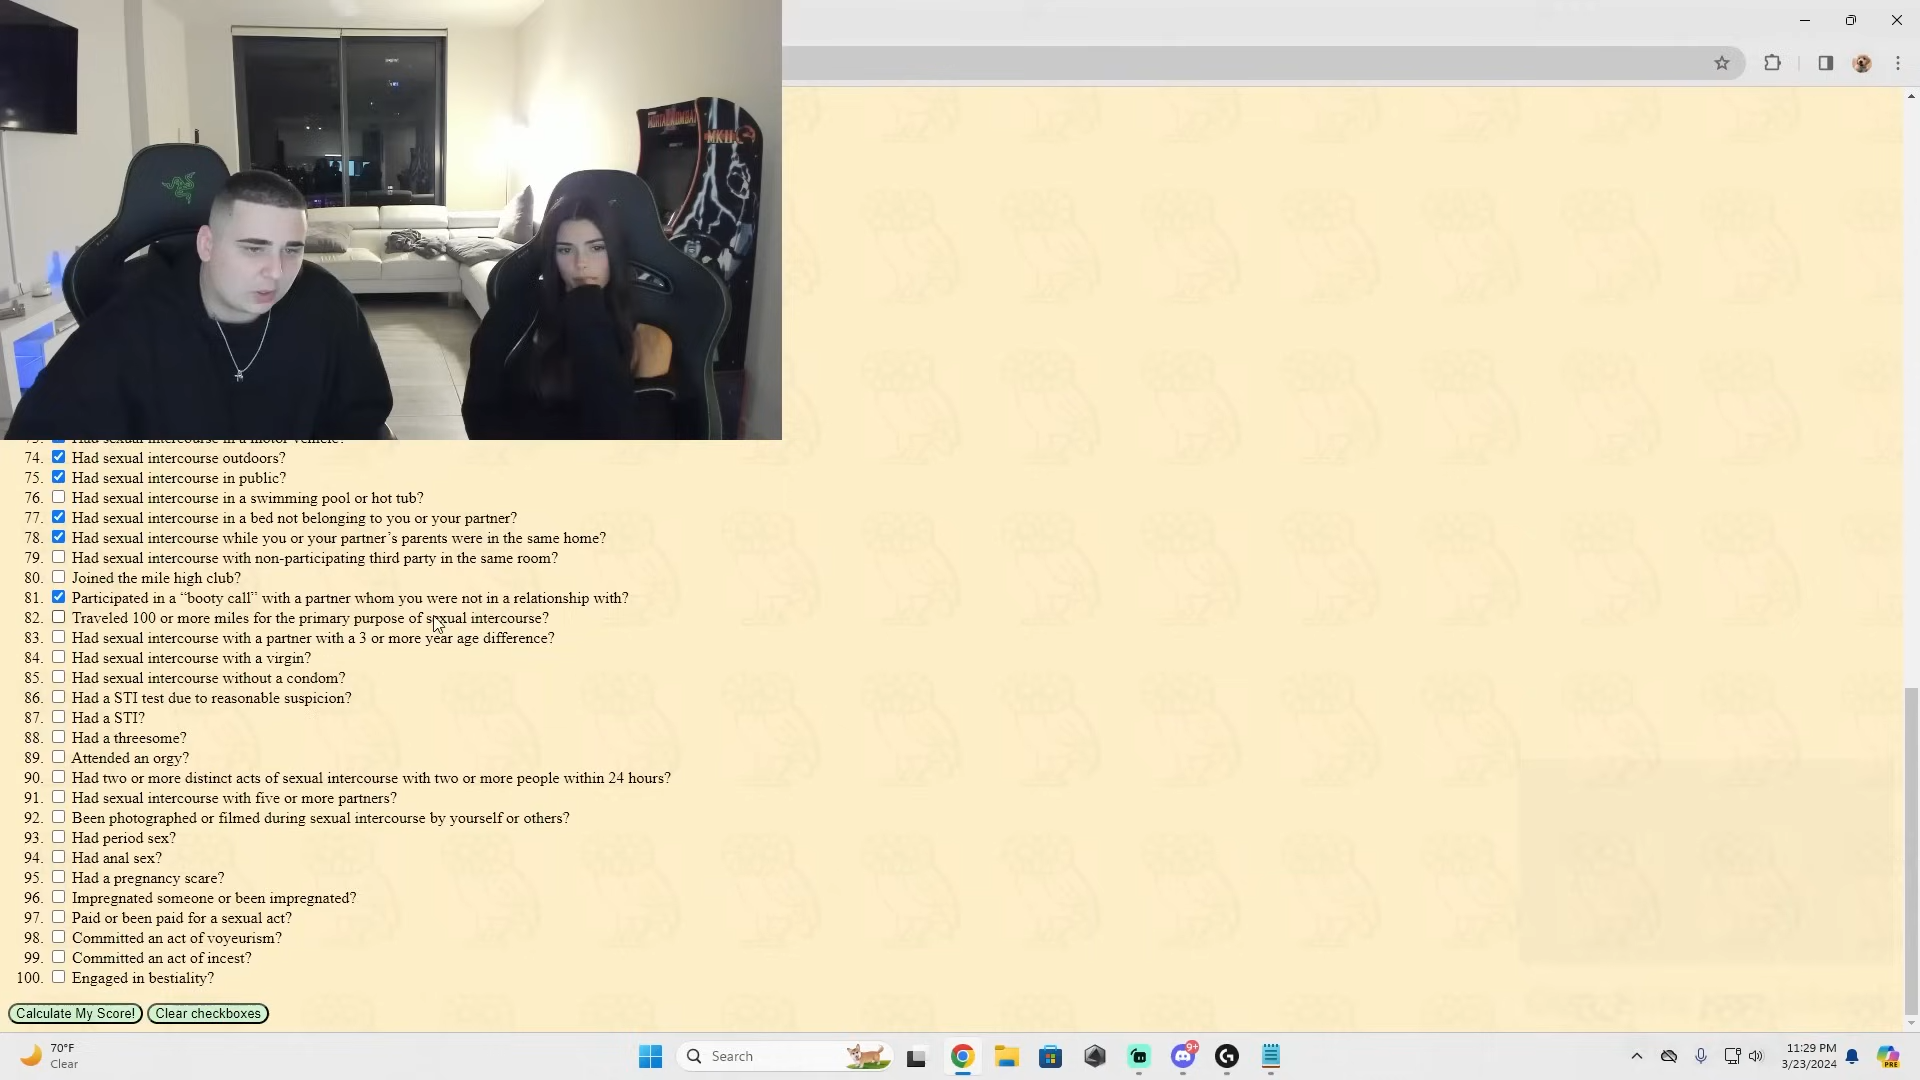 MORTAL KOMBAT
MKII
73. Had sexual intercourse in a motor vehicle?
74. Had sexual intercourse outdoors?
75. Had sexual intercourse in public?
76. Had sexual intercourse in a swimming pool or hot tub?
77. Had sexual intercourse in a bed not belonging to you or your partner?
78. Had sexual intercourse while you or your partner’s parents were in the same home?
79. Had sexual intercourse with non-participating third party in the same room?
80. Joined the mile high club?
81. Participated in a “booty call” with a partner whom you were not in a relationship with?
82. Traveled 100 or more miles for the primary purpose of sexual intercourse?
83. Had sexual intercourse with a partner with a 3 or more year age difference?
84. Had sexual intercourse with a virgin?
85. Had sexual intercourse without a condom?
86. Had a STI test due to reasonable suspicion?
87. Had a STI?
88. Had a threesome?
89. Attended an orgy?
90. Had two or more distinct acts of sexual intercourse with two or more people within 24 hours?
91. Had sexual intercourse with five or more partners?
92. Been photographed or filmed during sexual intercourse by yourself or others?
93. Had period sex?
94. Had anal sex?
95. Had a pregnancy scare?
96. Impregnated someone or been impregnated?
97. Paid or been paid for a sexual act?
98. Committed an act of voyeurism?
99. Committed an act of incest?
100. Engaged in bestiality?
Calculate My Score! Clear checkboxes
70°F
Clear
Search
9+
11:29 PM
3/23/2024
PRE